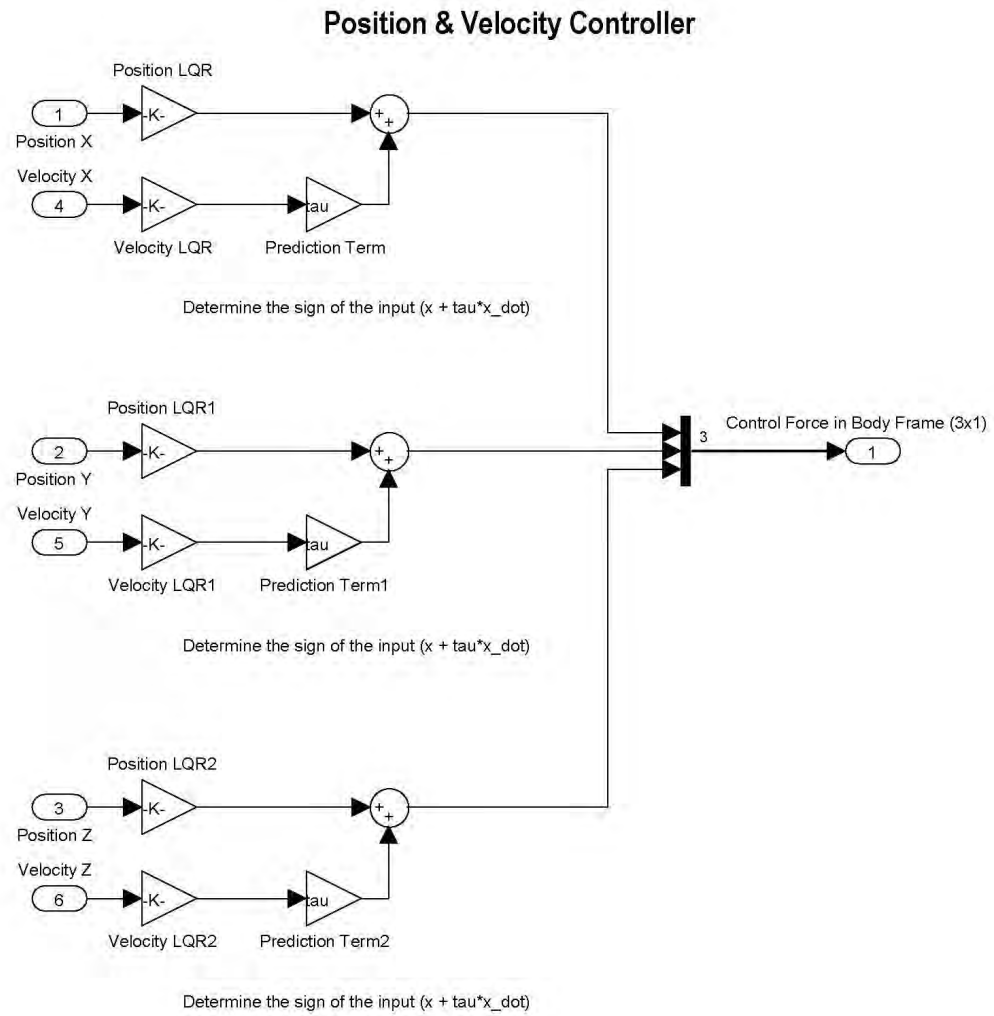 Position & Velocity Controller
Position LQR
1
-K-
+
+
Position X
Velocity X
4
-K-
tau
Velocity LQR
Prediction Term
Determine the sign of the input (x + tau*x_dot)
Position LQR1
2
-K-
+
+
Position Y
Velocity Y
5
-K-
tau
Velocity LQR1
Prediction Term1
3
Control Force in Body Frame (3x1)
1
Determine the sign of the input (x + tau*x_dot)
Position LQR2
3
-K-
+
+
Position Z
Velocity Z
6
-K-
tau
Velocity LQR2
Prediction Term2
Determine the sign of the input (x + tau*x_dot)